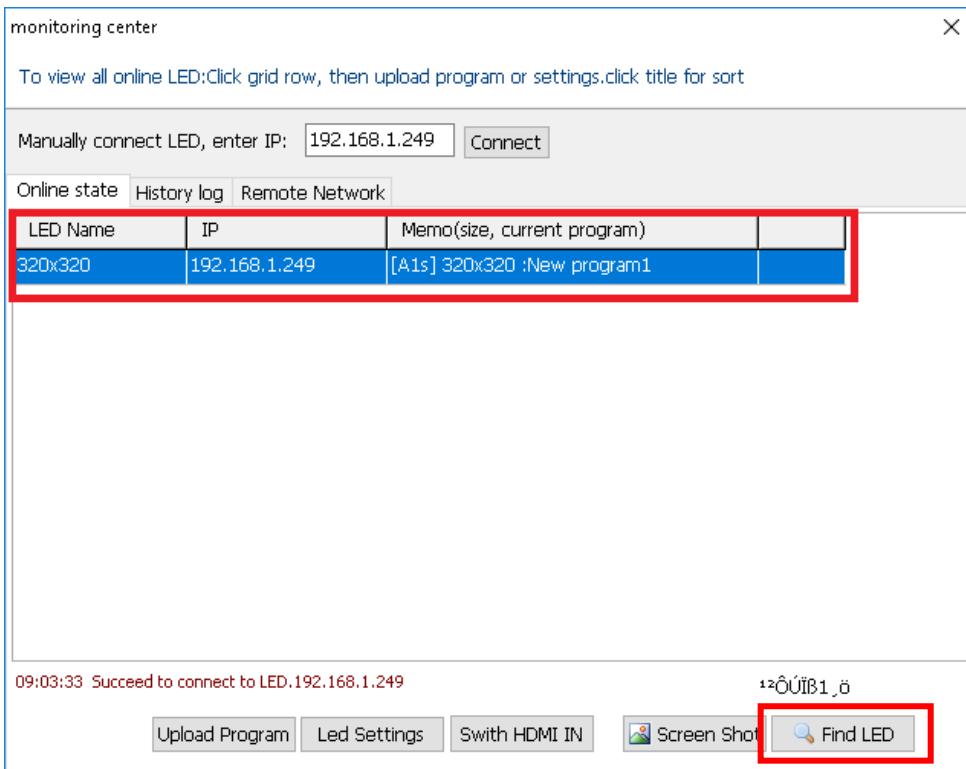 monitoring center
To view all online LED:Click grid row, then upload program or settings.click title for sort
Manually connect LED, enter IP: 192.168.1.249 Connect
Online state History log Remote Network
LED Name IP Memo(size, current program)
320x320 192.168.1.249 [A1s] 320x320 :New program1
09:03:33 Succeed to connect to LED.192.168.1.249
¹²ÔÚÏß1¸ö
Upload Program Led Settings Swith HDMI IN Screen Shot Find LED